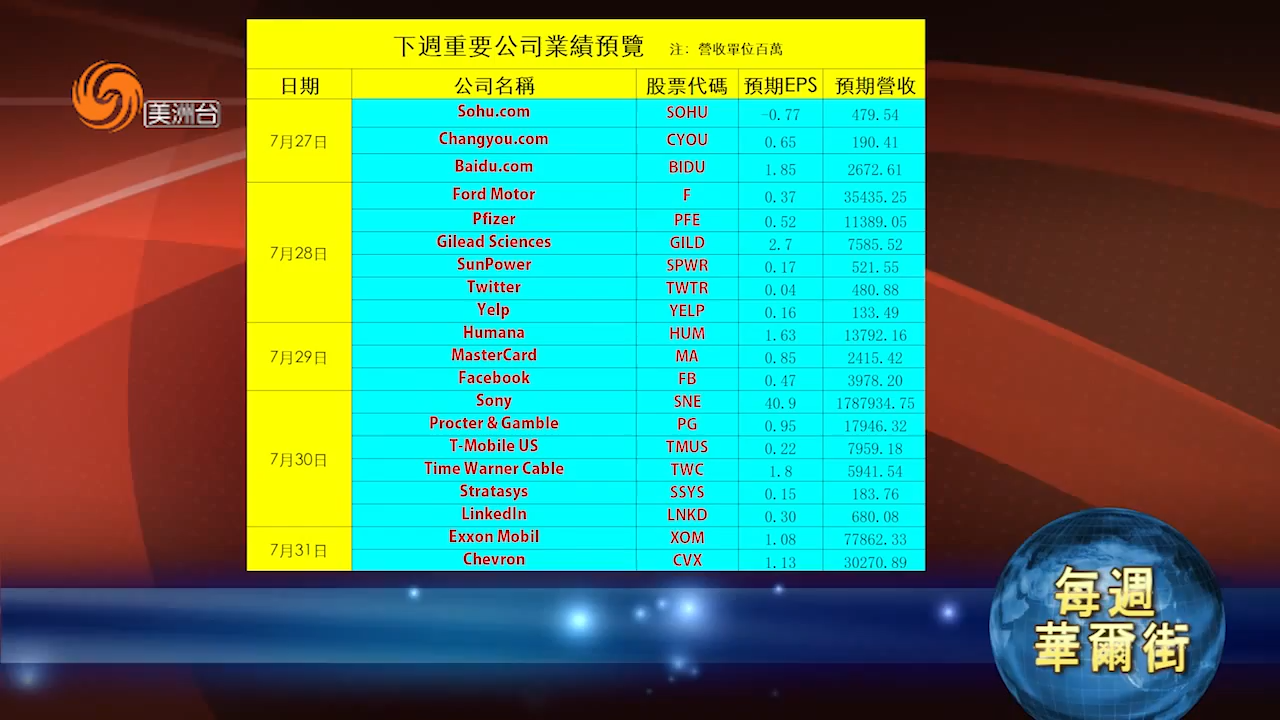 下週重要公司業績預覽 注: 營收單位百萬
美洲台
日期 公司名稱 股票代碼 預期EPS 預期營收
7月27日
Sohu.com SOHU -0.77 479.54
Changyou.com CYOU 0.65 190.41
Baidu.com BIDU 1.85 2672.61
7月28日
Ford Motor F 0.37 35435.25
Pfizer PFE 0.52 11389.05
Gilead Sciences GILD 2.7 7585.52
SunPower SPWR 0.17 521.55
Twitter TWTR 0.04 480.88
Yelp YELP 0.16 133.49
7月29日
Humana HUM 1.63 13792.16
MasterCard MA 0.85 2415.42
Facebook FB 0.47 3978.20
7月30日
Sony SNE 40.9 1787934.75
Procter & Gamble PG 0.95 17946.32
T-Mobile US TMUS 0.22 7959.18
Time Warner Cable TWC 1.8 5941.54
Stratasys SSYS 0.15 183.76
LinkedIn LNKD 0.30 680.08
7月31日
Exxon Mobil XOM 1.08 77862.33
Chevron CVX 1.13 30270.89
每週
華爾街